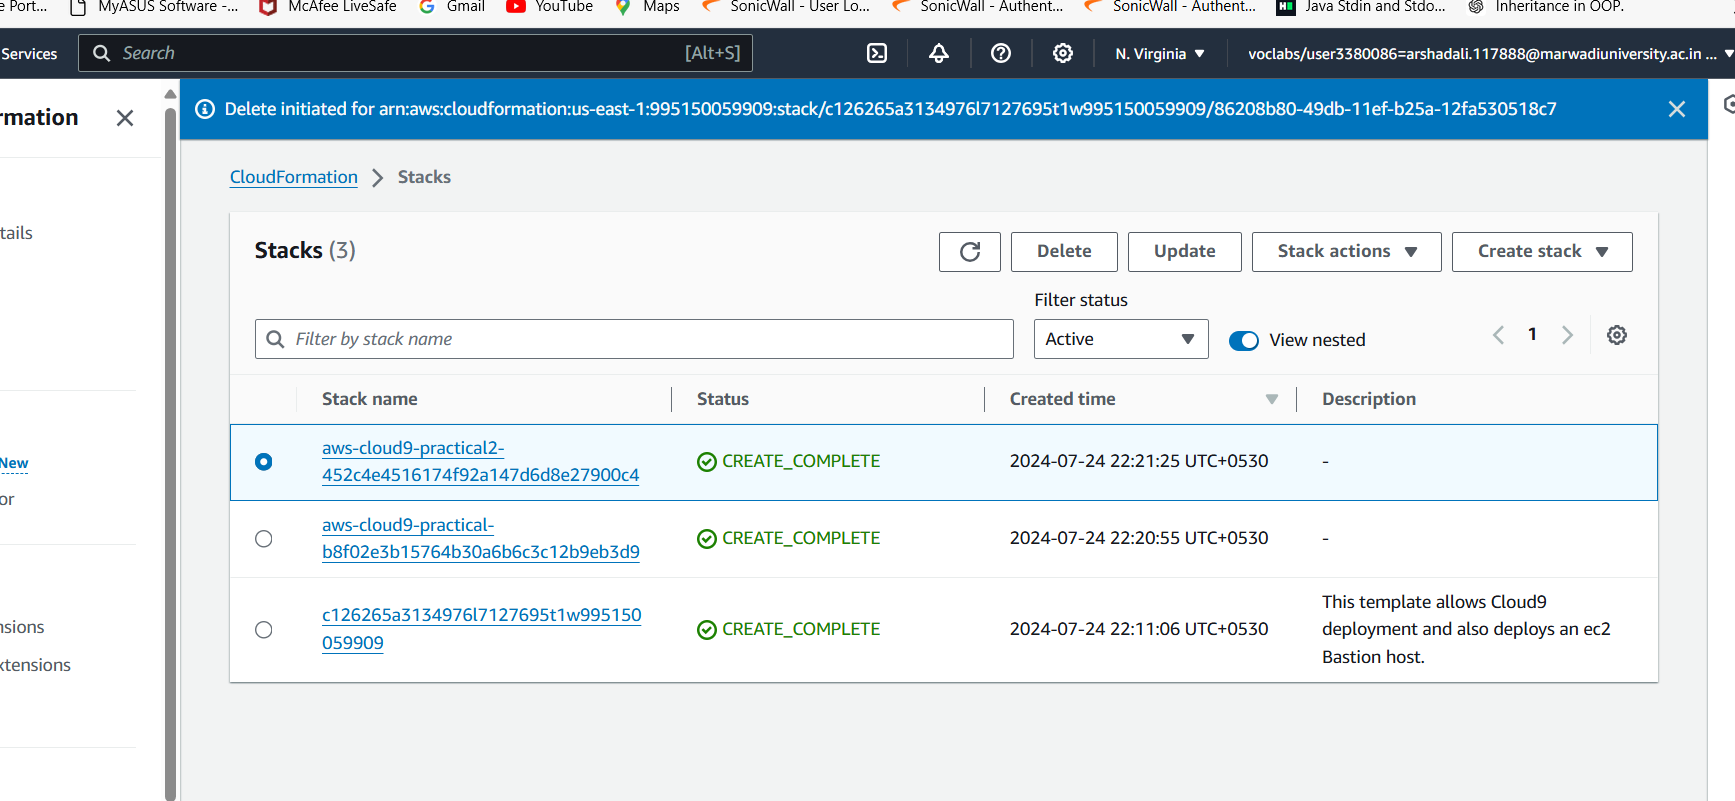 e Port... MyASUS Software -... McAfee LiveSafe Gmail YouTube Maps SonicWall - User Lo... SonicWall - Authent... SonicWall - Authent... Java Stdin and Stdo... Inheritance in OOP.
Services Search [Alt+S] N. Virginia voclabs/user3380086=arshadali.117888@marwadiuniversity.ac.in ...
rmation
Delete initiated for arn:aws:cloudformation:us-east-1:995150059909:stack/c126265a3134976l7127695t1w995150059909/86208b80-49db-11ef-b25a-12fa530518c7
CloudFormation > Stacks
tails
Stacks (3) Delete Update Stack actions Create stack
Filter status
Filter by stack name Active View nested 1
Stack name Status Created time Description
aws-cloud9-practical2-
452c4e4516174f92a147d6d8e27900c4 CREATE_COMPLETE 2024-07-24 22:21:25 UTC+0530 -
New
or
aws-cloud9-practical-
b8f02e3b15764b30a6b6c3c12b9eb3d9 CREATE_COMPLETE 2024-07-24 22:20:55 UTC+0530 -
c126265a3134976l7127695t1w995150
059909 CREATE_COMPLETE 2024-07-24 22:11:06 UTC+0530
This template allows Cloud9
deployment and also deploys an ec2
Bastion host.
nsions
xtensions